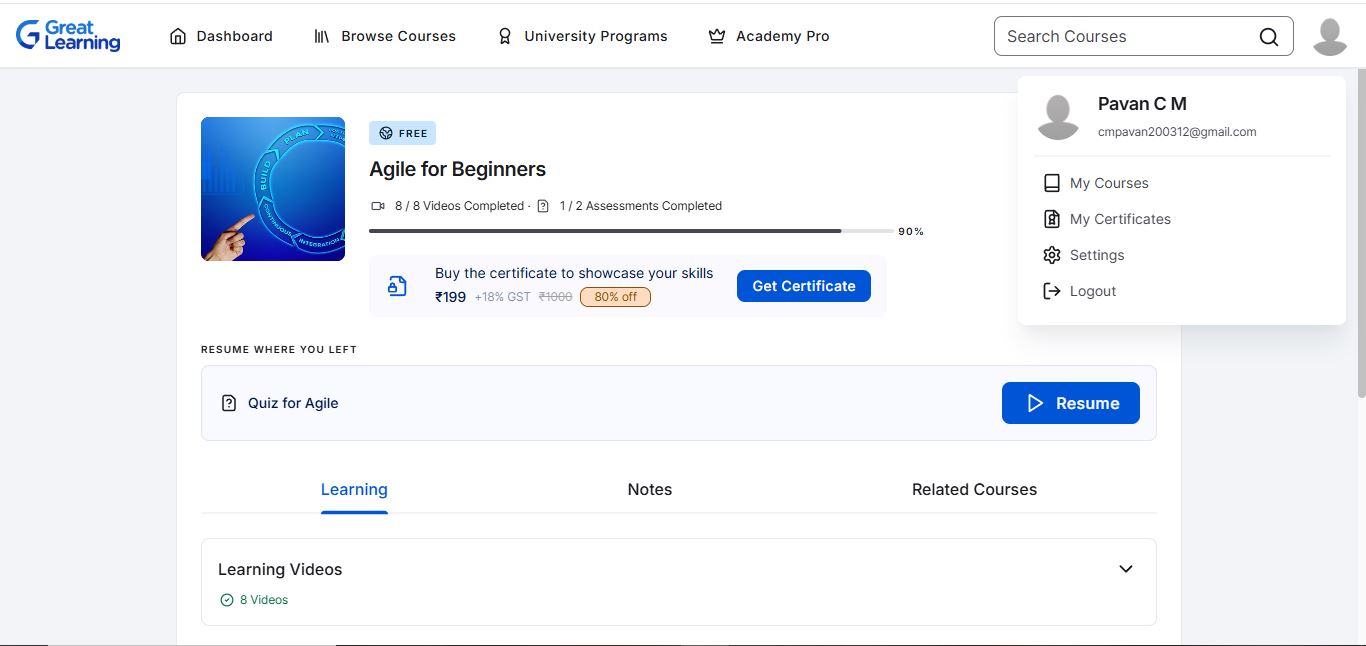 Great Learning
Dashboard
Browse Courses
University Programs
Academy Pro
Search Courses
Pavan C M
cmpavan200312@gmail.com
My Courses
My Certificates
Settings
Logout
PLAN
BUILD
CONTINUOUS
INTEGRATION
FREE
Agile for Beginners
8 / 8 Videos Completed · 1 / 2 Assessments Completed
90%
Buy the certificate to showcase your skills
₹199 +18% GST ₹1000 80% off
Get Certificate
RESUME WHERE YOU LEFT
Quiz for Agile
Resume
Learning
Notes
Related Courses
Learning Videos
8 Videos